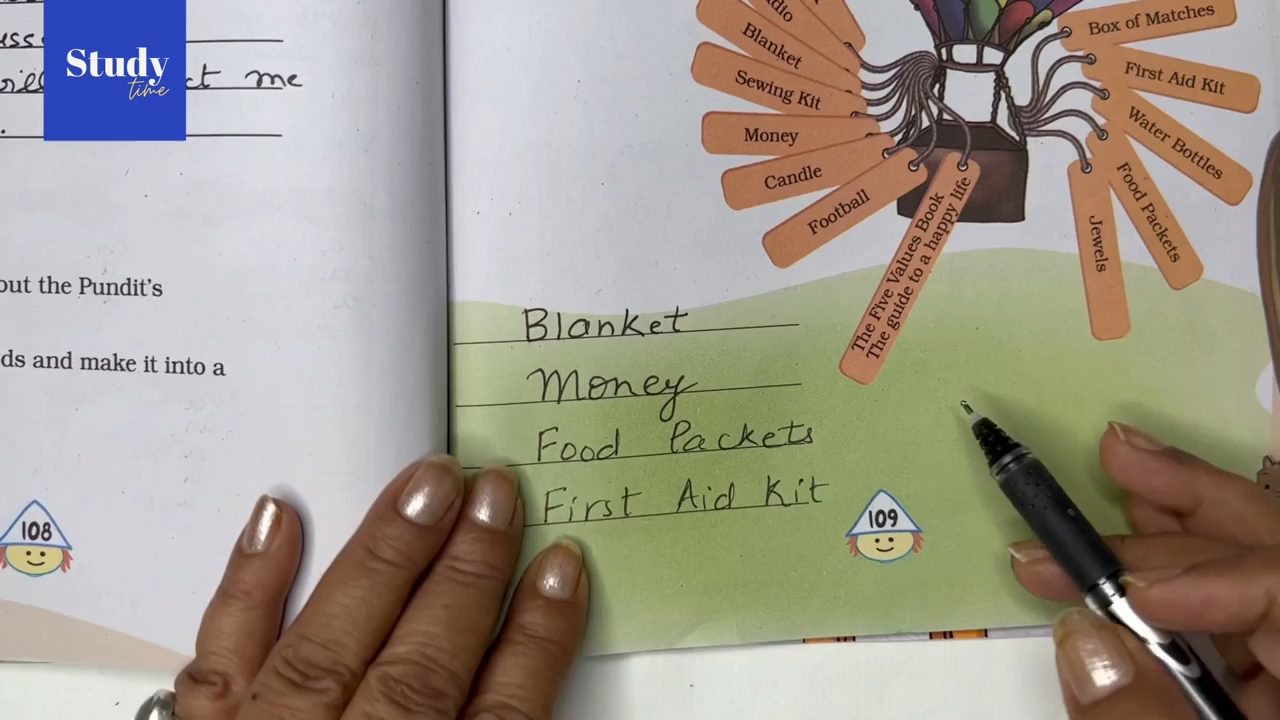 Study
time
ct me
out the Pundit's
ds and make it into a
108
Blanket
Sewing Kit
Money
Candle
Football
The Five Values Book
The guide to a happy life
Box of Matches
First Aid Kit
Water Bottles
Food Packets
Jewels
Blanket
Money
Food Packets
First Aid Kit
109